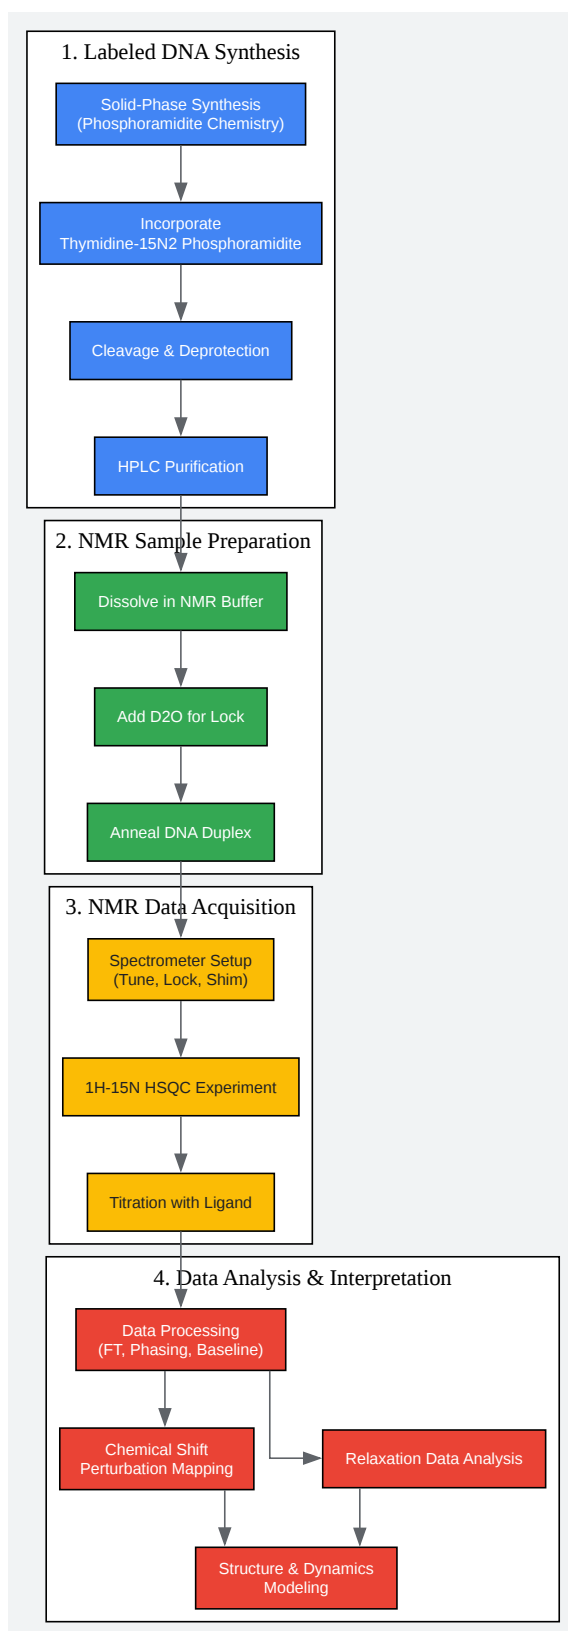 1. Labeled DNA Synthesis
Solid-Phase Synthesis
(Phosphoramidite Chemistry)
Incorporate
Thymidine-15N2 Phosphoramidite
Cleavage & Deprotection
HPLC Purification
2. NMR Sample Preparation
Dissolve in NMR Buffer
Add D2O for Lock
Anneal DNA Duplex
3. NMR Data Acquisition
Spectrometer Setup
(Tune, Lock, Shim)
1H-15N HSQC Experiment
Titration with Ligand
4. Data Analysis & Interpretation
Data Processing
(FT, Phasing, Baseline)
Chemical Shift
Perturbation Mapping
Relaxation Data Analysis
Structure & Dynamics
Modeling